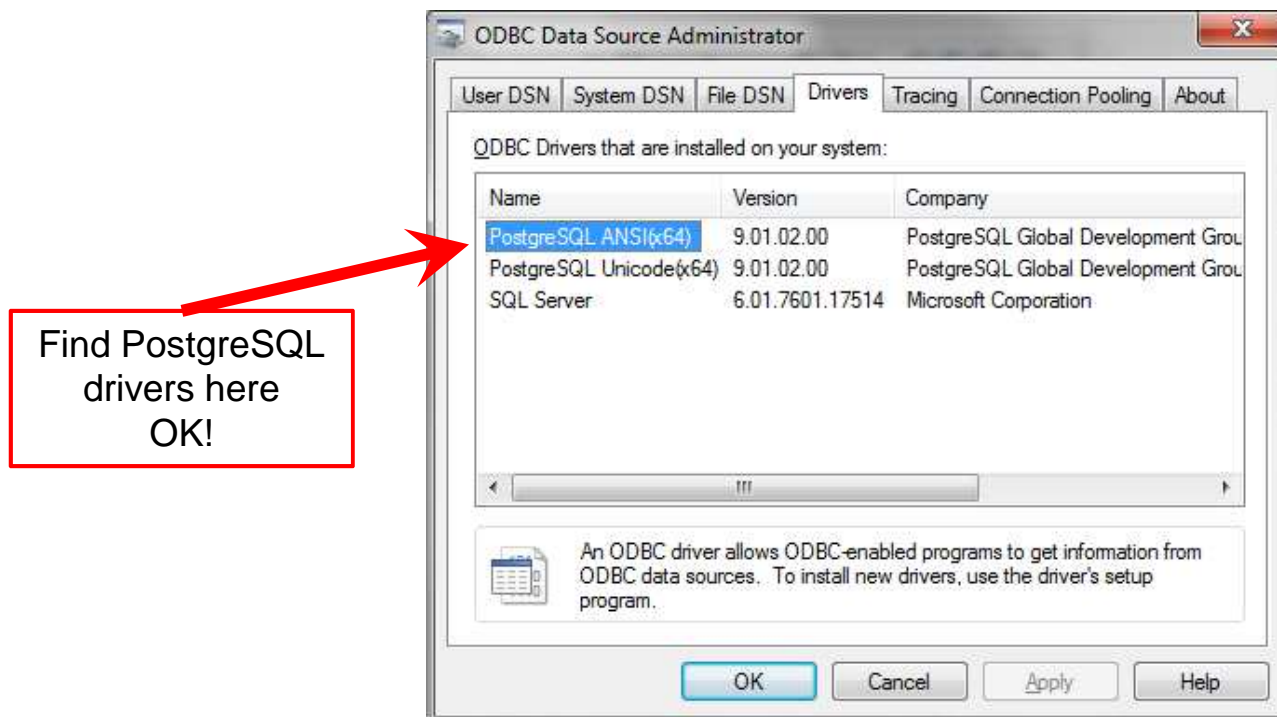 ODBC Data Source Administrator
User DSN System DSN File DSN Drivers Tracing Connection Pooling About
ODBC Drivers that are installed on your system:
Name Version Company
PostgreSQL ANSI(x64) 9.01.02.00 PostgreSQL Global Development Grou
PostgreSQL Unicode(x64) 9.01.02.00 PostgreSQL Global Development Grou
SQL Server 6.01.7601.17514 Microsoft Corporation
Find PostgreSQL
drivers here
OK!
An ODBC driver allows ODBC-enabled programs to get information from
ODBC data sources. To install new drivers, use the driver's setup
program.
OK Cancel Apply Help